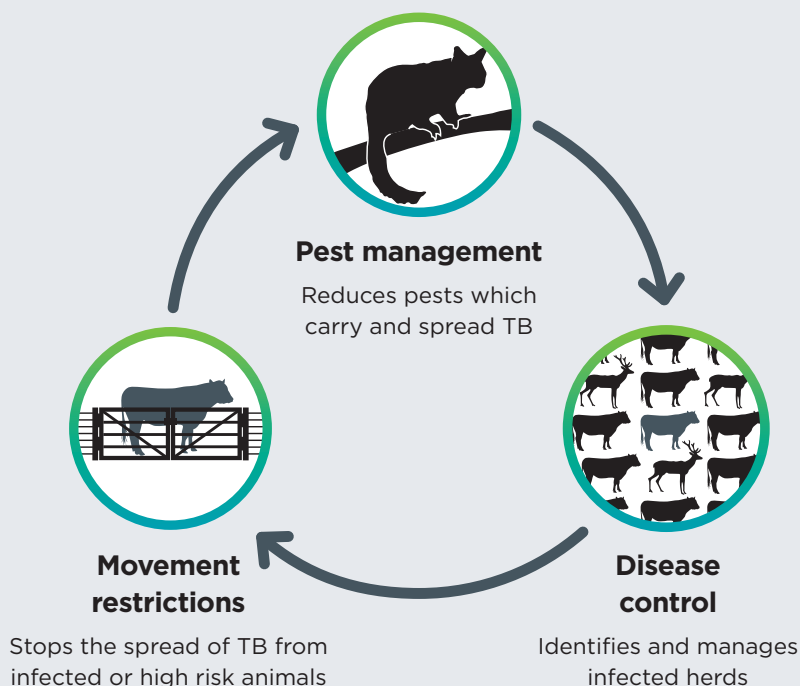 Pest management
Reduces pests which
carry and spread TB
Movement
restrictions
Stops the spread of TB from
infected or high risk animals
Disease
control
Identifies and manages
infected herds